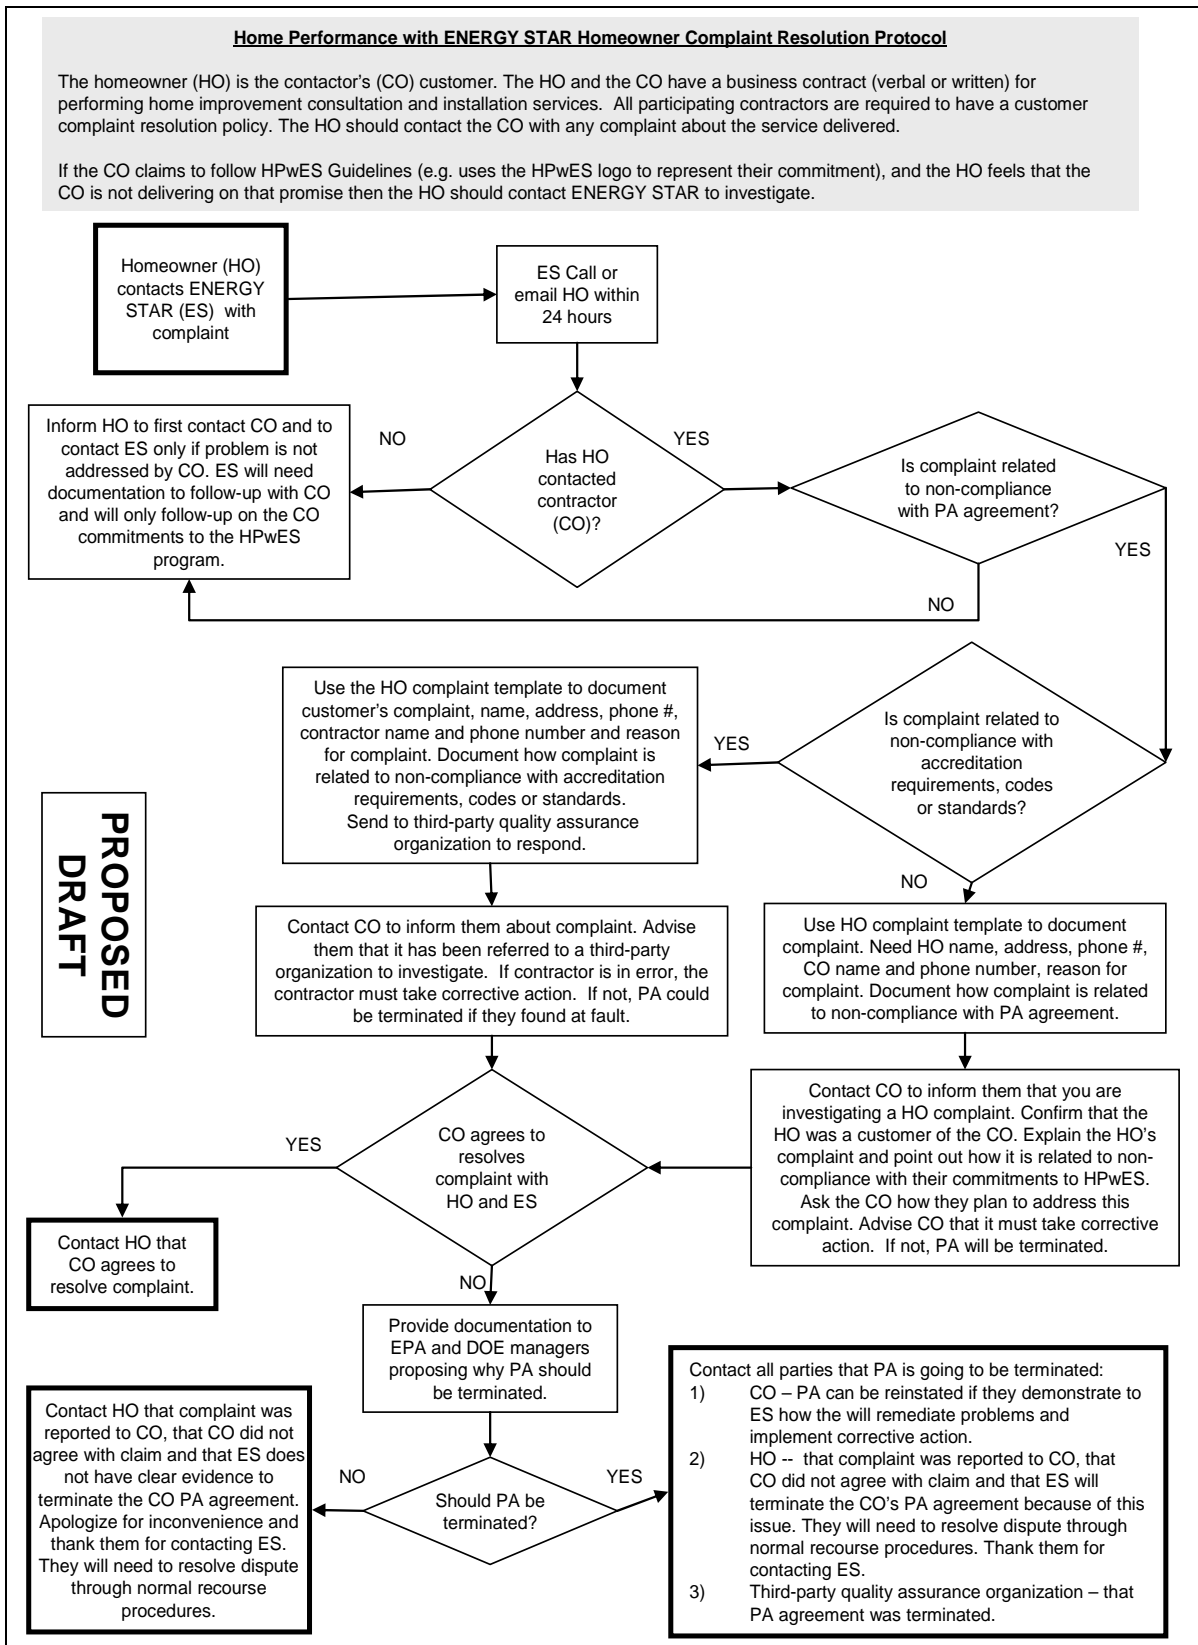 Home Performance with ENERGY STAR Homeowner Complaint Resolution Protocol
The homeowner (HO) is the contactor's (CO) customer. The HO and the CO have a business contract (verbal or written) for
performing home improvement consultation and installation services. All participating contractors are required to have a customer
complaint resolution policy. The HO should contact the CO with any complaint about the service delivered.
If the CO claims to follow HPwES Guidelines (e.g. uses the HPwES logo to represent their commitment), and the HO feels that the
CO is not delivering on that promise then the HO should contact ENERGY STAR to investigate.
Homeowner (HO)
contacts ENERGY
STAR (ES) with
complaint
ES Call or
email HO within
24 hours
Inform HO to first contact CO and to
contact ES only if problem is not
addressed by CO. ES will need
documentation to follow-up with CO
and will only follow-up on the CO
commitments to the HPwES
program.
NO
Has HO
contacted
contractor
(CO)?
YES
Is complaint related
to non-compliance
with PA agreement?
YES
NO
Use the HO complaint template to document
customer's complaint, name, address, phone #,
contractor name and phone number and reason
for complaint. Document how complaint is
related to non-compliance with accreditation
requirements, codes or standards.
Send to third-party quality assurance
organization to respond.
YES
Is complaint related to
non-compliance with
accreditation
requirements, codes
or standards?
NO
PROPOSED
DRAFT
Contact CO to inform them about complaint. Advise
them that it has been referred to a third-party
organization to investigate. If contractor is in error, the
contractor must take corrective action. If not, PA could
be terminated if they found at fault.
Use HO complaint template to document
complaint. Need HO name, address, phone #,
CO name and phone number, reason for
complaint. Document how complaint is related
to non-compliance with PA agreement.
YES
CO agrees to
resolves
complaint with
HO and ES
Contact CO to inform them that you are
investigating a HO complaint. Confirm that the
HO was a customer of the CO. Explain the HO's
complaint and point out how it is related to non-
compliance with their commitments to HPwES.
Ask the CO how they plan to address this
complaint. Advise CO that it must take corrective
action. If not, PA will be terminated.
Contact HO that
CO agrees to
resolve complaint.
NO
Provide documentation to
EPA and DOE managers
proposing why PA should
be terminated.
Contact HO that complaint was
reported to CO, that CO did not
agree with claim and that ES does
not have clear evidence to
terminate the CO PA agreement.
Apologize for inconvenience and
thank them for contacting ES.
They will need to resolve dispute
through normal recourse
procedures.
NO
Should PA be
terminated?
YES
Contact all parties that PA is going to be terminated:
1) CO – PA can be reinstated if they demonstrate to
ES how the will remediate problems and
implement corrective action.
2) HO -- that complaint was reported to CO, that
CO did not agree with claim and that ES will
terminate the CO's PA agreement because of this
issue. They will need to resolve dispute through
normal recourse procedures. Thank them for
contacting ES.
3) Third-party quality assurance organization – that
PA agreement was terminated.